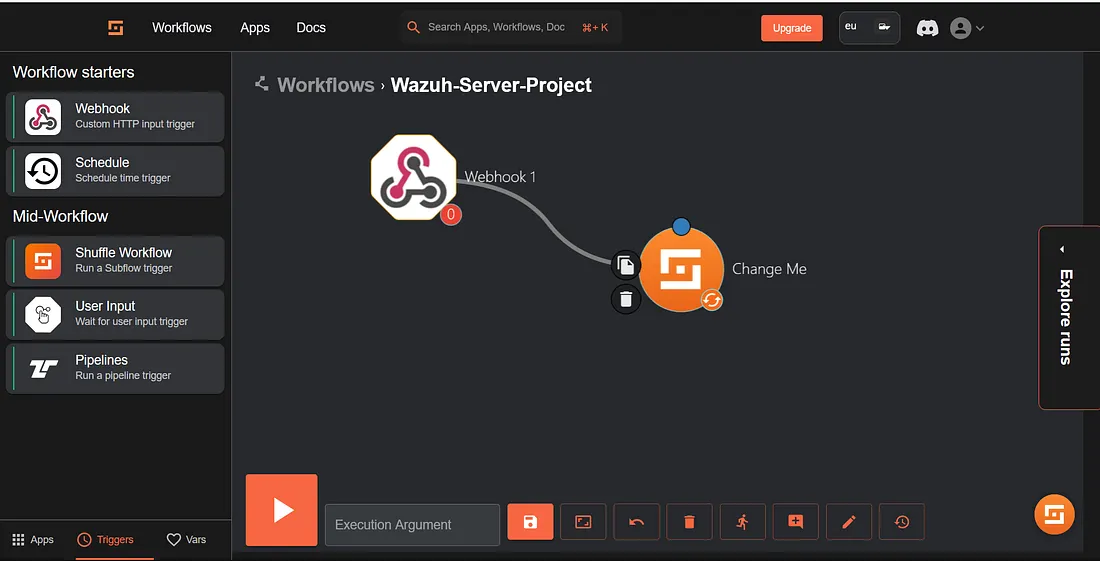 Workflows Apps Docs
Search Apps, Workflows, Doc ⌘+ K
Upgrade
eu
Workflow starters
Webhook
Custom HTTP input trigger
Schedule
Schedule time trigger
Mid-Workflow
Shuffle Workflow
Run a Subflow trigger
User Input
Wait for user input trigger
Pipelines
Run a pipeline trigger
Apps Triggers Vars
Workflows › Wazuh-Server-Project
Webhook 1
0
Change Me
Explore runs
Execution Argument